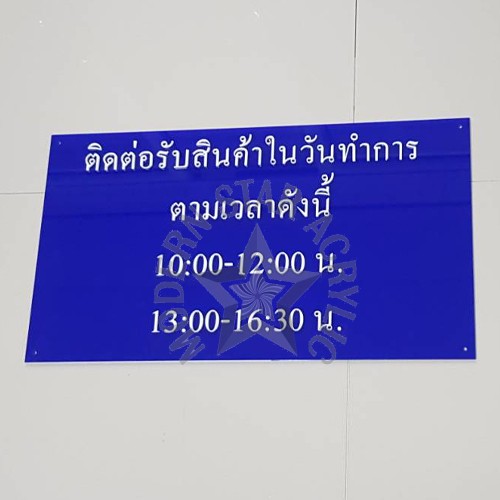 ติดต่อรับสินค้าในวันทำการ
ตามเวลาดังนี้
10:00-12:00 น.
13:00-16:30 น.
MODERN STAR ACRYLIC